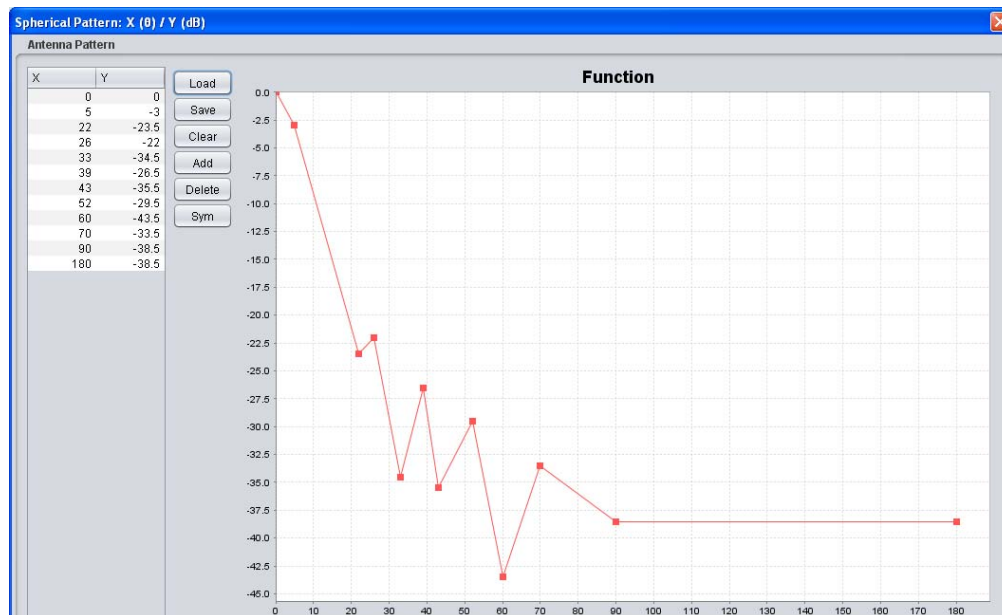 Spherical Pattern: X (θ) / Y (dB)
Antenna Pattern
X Y
0 0
5 -3
22 -23.5
26 -22
33 -34.5
39 -26.5
43 -35.5
52 -29.5
60 -43.5
70 -33.5
90 -38.5
180 -38.5
Load
Save
Clear
Add
Delete
Sym
Function
0.0
-2.5
-5.0
-7.5
-10.0
-12.5
-15.0
-17.5
-20.0
-22.5
-25.0
-27.5
-30.0
-32.5
-35.0
-37.5
-40.0
-42.5
-45.0
0 10 20 30 40 50 60 70 80 90 100 110 120 130 140 150 160 170 180